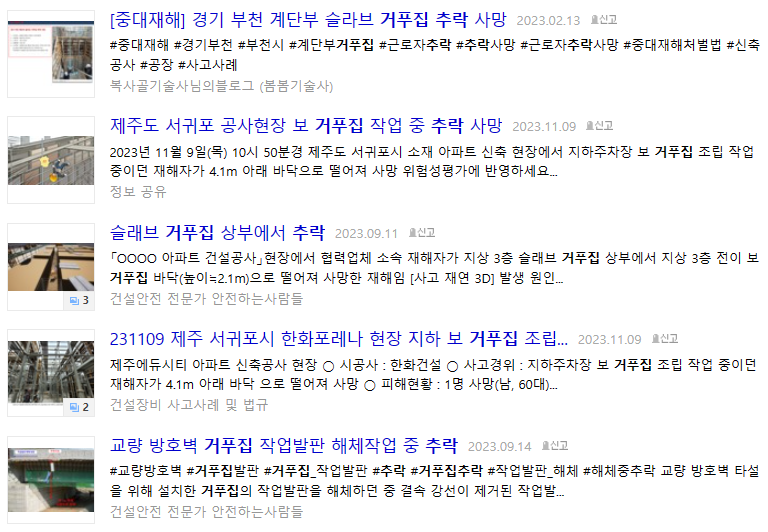 [중대재해] 경기 부천 계단부 슬라브 거푸집 추락 사망 2023.02.13 신고
#중대재해 #경기부천 #부천시 #계단부거푸집 #근로자추락 #추락사망 #근로자추락사망 #중대재해처벌법 #신축
공사 #공장 #사고사례
복사골기술사님의블로그 (봄봄기술사)
제주도 서귀포 공사현장 보 거푸집 작업 중 추락 사망 2023.11.09 신고
2023년 11월 9일(목) 10시 50분경 제주도 서귀포시 소재 아파트 신축 현장에서 지하주차장 보 거푸집 조립 작업
중이던 재해자가 4.1m 아래 바닥으로 떨어져 사망 위험성평가에 반영하세요...
정보 공유
슬래브 거푸집 상부에서 추락 2023.09.11 신고
「OOOO 아파트 건설공사」현장에서 협력업체 소속 재해자가 지상 3층 슬래브 거푸집 상부에서 지상 3층 전이 보
거푸집 바닥(높이≒2.1m)으로 떨어져 사망한 재해임 [사고 재연 3D] 발생 원인...
3
건설안전 전문가 안전하는사람들
231109 제주 서귀포시 한화포레나 현장 지하 보 거푸집 조립... 2023.11.09 신고
제주에듀시티 아파트 신축공사 현장 ○ 시공사 : 한화건설 ○ 사고경위 : 지하주차장 보 거푸집 조립 작업 중이던
재해자가 4.1m 아래 바닥 으로 떨어져 사망 ○ 피해현황 : 1명 사망(남, 60대)...
2
건설장비 사고사례 및 법규
교량 방호벽 거푸집 작업발판 해체작업 중 추락 2023.09.14 신고
#교량방호벽 #거푸집발판 #거푸집_작업발판 #추락 #거푸집추락 #작업발판_해체 #해체중추락 교량 방호벽 타설
을 위해 설치한 거푸집의 작업발판을 해체하던 중 결속 강선이 제거된 작업발...
건설안전 전문가 안전하는사람들